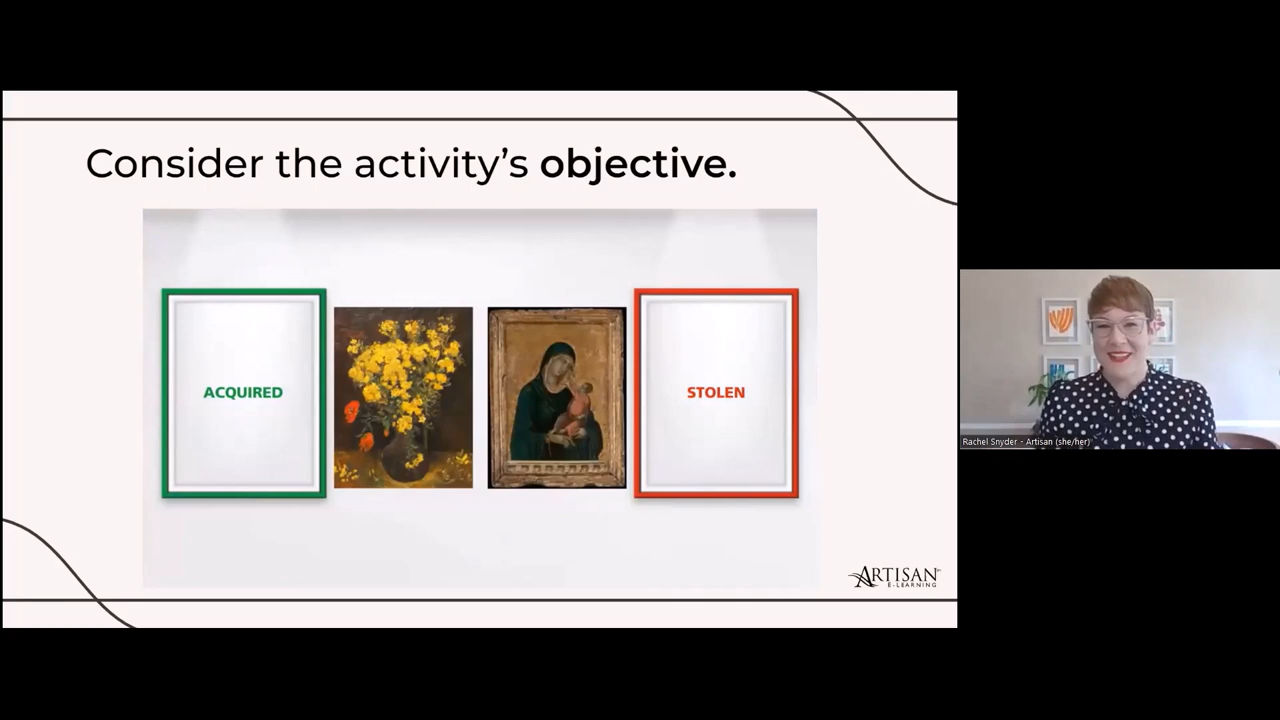 Consider the activity’s objective.
ACQUIRED
STOLEN
ARTISAN
E-LEARNING
Rachel Snyder - Artisan (she/her)